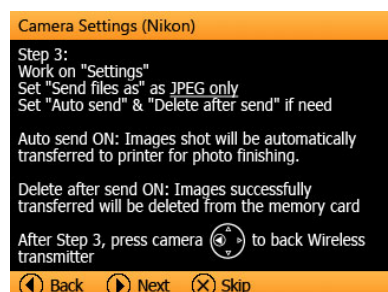 Camera Settings (Nikon)
Step 3:
Work on "Settings"
Set "Send files as" as JPEG only
Set "Auto send" & "Delete after send" if need
Auto send ON: Images shot will be automatically
transferred to printer for photo finishing.
Delete after send ON: Images successfully
transferred will be deleted from the memory card
After Step 3, press camera to back Wireless
transmitter
Back Next Skip